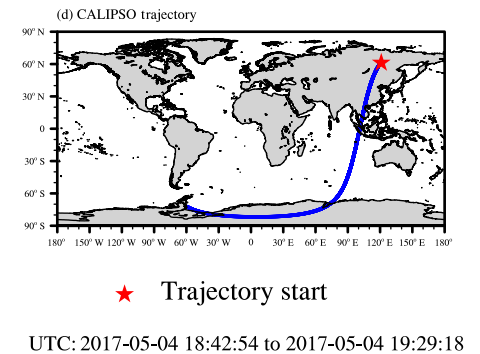 (d) CALIPSO trajectory
90° N
60° N
30° N
0
30° S
60° S
90° S
180° 150° W 120° W 90° W 60° W 30° W 0 30° E 60° E 90° E 120° E 150° E 180°
Trajectory start
UTC: 2017-05-04 18:42:54 to 2017-05-04 19:29:18